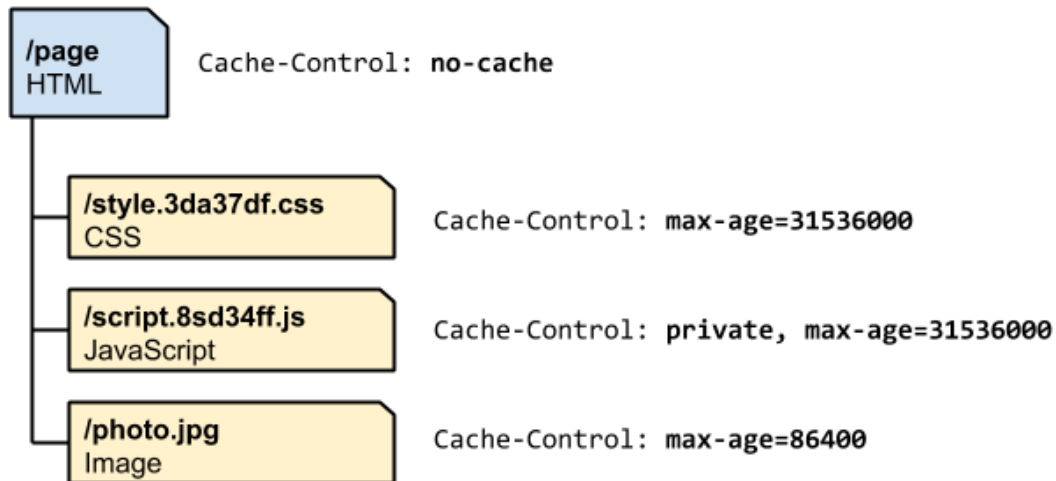 /page
HTML
Cache-Control: no-cache
/style.3da37df.css
CSS
Cache-Control: max-age=31536000
/script.8sd34ff.js
JavaScript
Cache-Control: private, max-age=31536000
/photo.jpg
Image
Cache-Control: max-age=86400